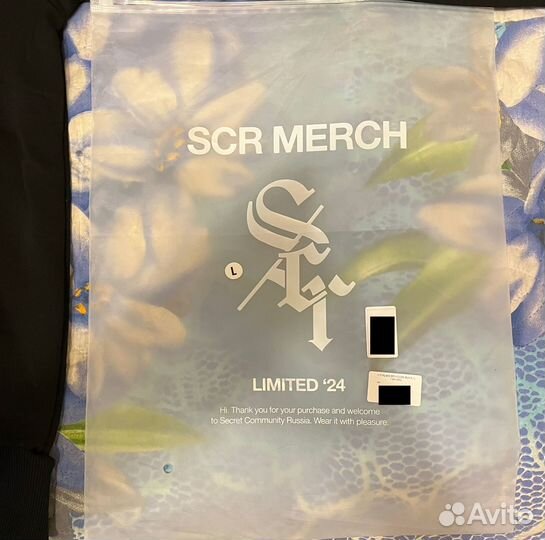 SCR MERCH
SCR
L
LIMITED '24
Hi. Thank you for your purchase and welcome
to Secret Community Russia. Wear it with pleasure.
Avito